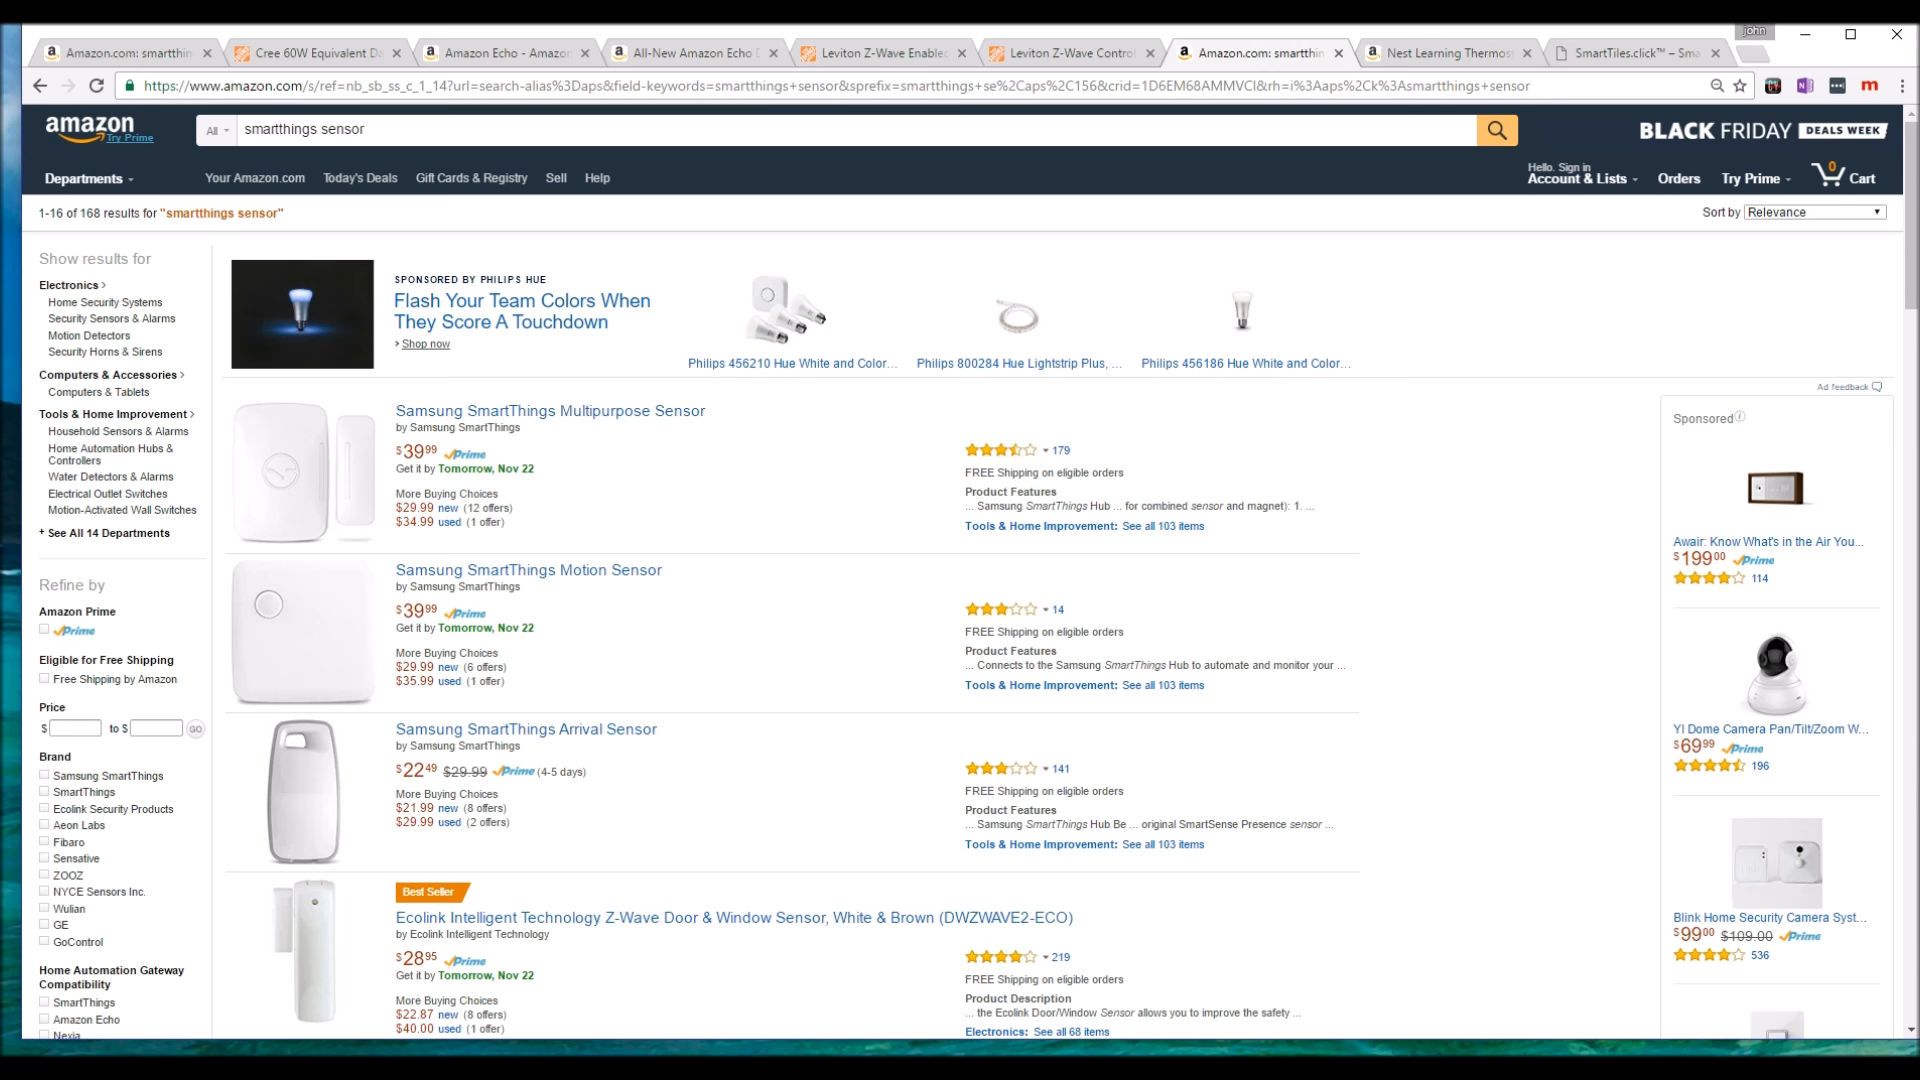 john
Amazon.com: smartthin
Cree 60W Equivalent Da
Amazon Echo - Amazon
All-New Amazon Echo D
Leviton Z-Wave Enabled
Leviton Z-Wave Control
Amazon.com: smartthin
Nest Learning Thermos
SmartTiles.click™ – Sma
https://www.amazon.com/s/ref=nb_sb_ss_c_1_14?url=search-alias%3Daps&field-keywords=smartthings+sensor&sprefix=smartthings+se%2Caps%2C156&crid=1D6EM68AMMVCI&rh=i%3Aaps%2Ck%3Asmartthings+sensor
amazon
Try Prime
All
smartthings sensor
BLACK FRIDAY DEALS WEEK
Departments
Your Amazon.com
Today's Deals
Gift Cards & Registry
Sell
Help
Hello. Sign in
Account & Lists
Orders
Try Prime
0
Cart
1-16 of 168 results for "smartthings sensor"
Sort by Relevance
Show results for
Electronics
Home Security Systems
Security Sensors & Alarms
Motion Detectors
Security Horns & Sirens
Computers & Accessories
Computers & Tablets
Tools & Home Improvement
Household Sensors & Alarms
Home Automation Hubs &
Controllers
Water Detectors & Alarms
Electrical Outlet Switches
Motion-Activated Wall Switches
+ See All 14 Departments
Refine by
Amazon Prime
Prime
Eligible for Free Shipping
Free Shipping by Amazon
Price
$ to $ GO
Brand
Samsung SmartThings
SmartThings
Ecolink Security Products
Aeon Labs
Fibaro
Sensative
ZOOZ
NYCE Sensors Inc.
Wulian
GE
GoControl
Home Automation Gateway
Compatibility
SmartThings
Amazon Echo
Nexia
SPONSORED BY PHILIPS HUE
Flash Your Team Colors When
They Score A Touchdown
Shop now
Philips 456210 Hue White and Color...
Philips 800284 Hue Lightstrip Plus, ...
Philips 456186 Hue White and Color...
Ad feedback
Samsung SmartThings Multipurpose Sensor
by Samsung SmartThings
$39 99 Prime
Get it by Tomorrow, Nov 22
More Buying Choices
$29.99 new (12 offers)
$34.99 used (1 offer)
179
FREE Shipping on eligible orders
Product Features
... Samsung SmartThings Hub ... for combined sensor and magnet): 1. ...
Tools & Home Improvement: See all 103 items
Samsung SmartThings Motion Sensor
by Samsung SmartThings
$39 99 Prime
Get it by Tomorrow, Nov 22
More Buying Choices
$29.99 new (6 offers)
$35.99 used (1 offer)
14
FREE Shipping on eligible orders
Product Features
... Connects to the Samsung SmartThings Hub to automate and monitor your ...
Tools & Home Improvement: See all 103 items
Samsung SmartThings Arrival Sensor
by Samsung SmartThings
$22 49 $29.99 Prime (4-5 days)
More Buying Choices
$21.99 new (8 offers)
$29.99 used (2 offers)
141
FREE Shipping on eligible orders
Product Features
... Samsung SmartThings Hub Be ... original SmartSense Presence sensor ...
Tools & Home Improvement: See all 103 items
Best Seller
Ecolink Intelligent Technology Z-Wave Door & Window Sensor, White & Brown (DWZWAVE2-ECO)
by Ecolink Intelligent Technology
$28 95 Prime
Get it by Tomorrow, Nov 22
More Buying Choices
$22.87 new (8 offers)
$40.00 used (1 offer)
219
FREE Shipping on eligible orders
Product Description
... the Ecolink Door/Window Sensor allows you to improve the safety ...
Electronics: See all 68 items
Sponsored
Awair: Know What's in the Air You...
$199 00 Prime
114
YI Dome Camera Pan/Tilt/Zoom W...
$69 99 Prime
196
Blink Home Security Camera Syst...
$99 00 $109.00 Prime
536